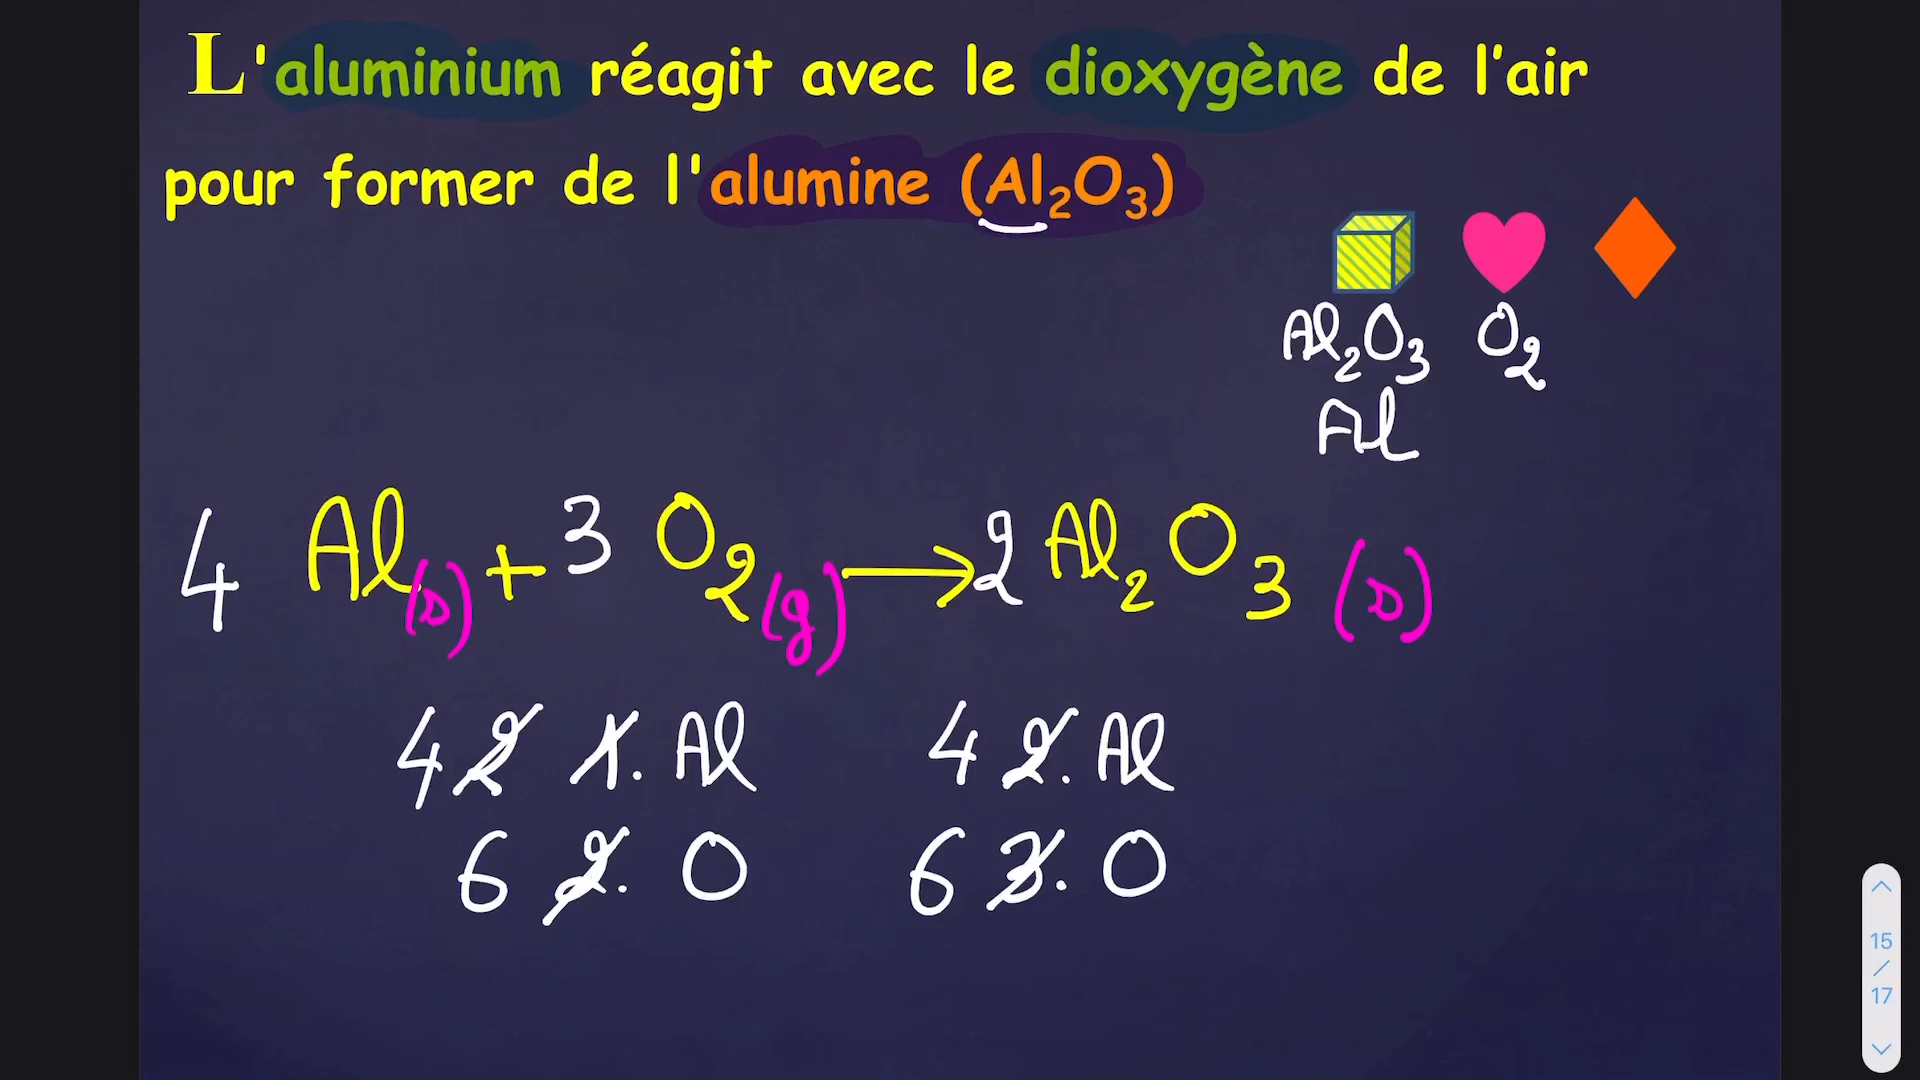 L'aluminium réagit avec le dioxygène de l’air
pour former de l'alumine (Al₂O₃)
Al₂O₃ O₂
Al
4 Al(s) + 3 O₂(g) → 2 Al₂O₃ (s)
4 2 1. Al 4 2. Al
6 2. O 6 3. O
15
/
17